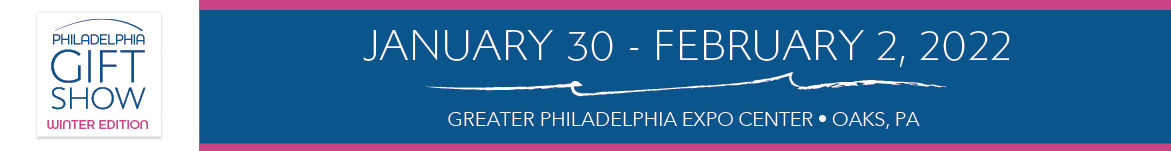 PHILADELPHIA
GIFT
SHOW
WINTER EDITION
JANUARY 30 - FEBRUARY 2, 2022
GREATER PHILADELPHIA EXPO CENTER • OAKS, PA